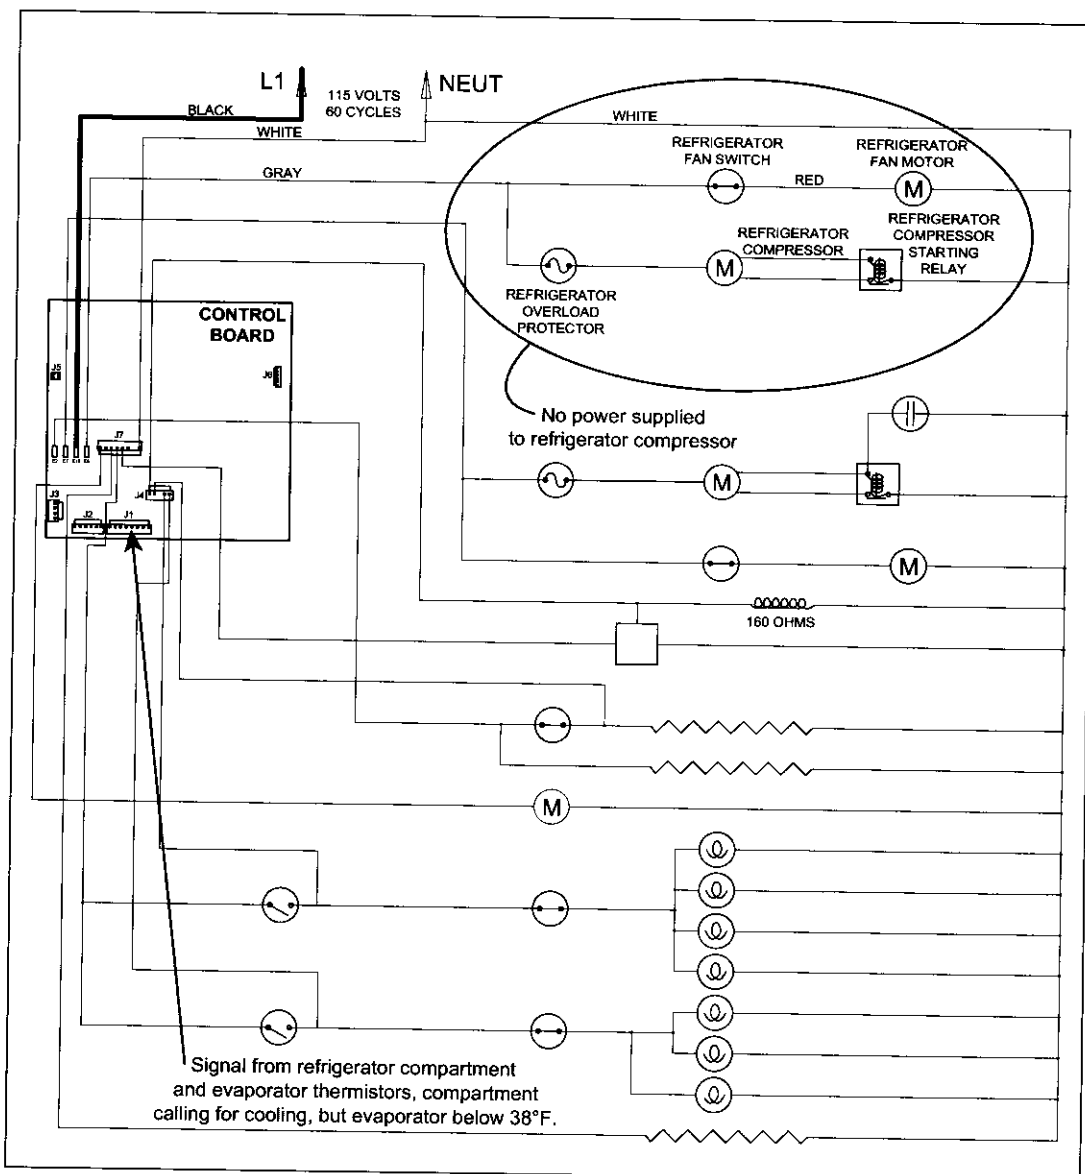 L1
115 VOLTS
60 CYCLES
NEUT
BLACK
WHITE
WHITE
GRAY
REFRIGERATOR
FAN SWITCH
REFRIGERATOR
FAN MOTOR
RED
M
REFRIGERATOR
COMPRESSOR
REFRIGERATOR
COMPRESSOR
STARTING
RELAY
M
REFRIGERATOR
OVERLOAD
PROTECTOR
CONTROL
BOARD
J5
J6
No power supplied
to refrigerator compressor
J7
M
J3
J4
J2
J1
M
160 OHMS
M
Signal from refrigerator compartment
and evaporator thermistors, compartment
calling for cooling, but evaporator below 38°F.